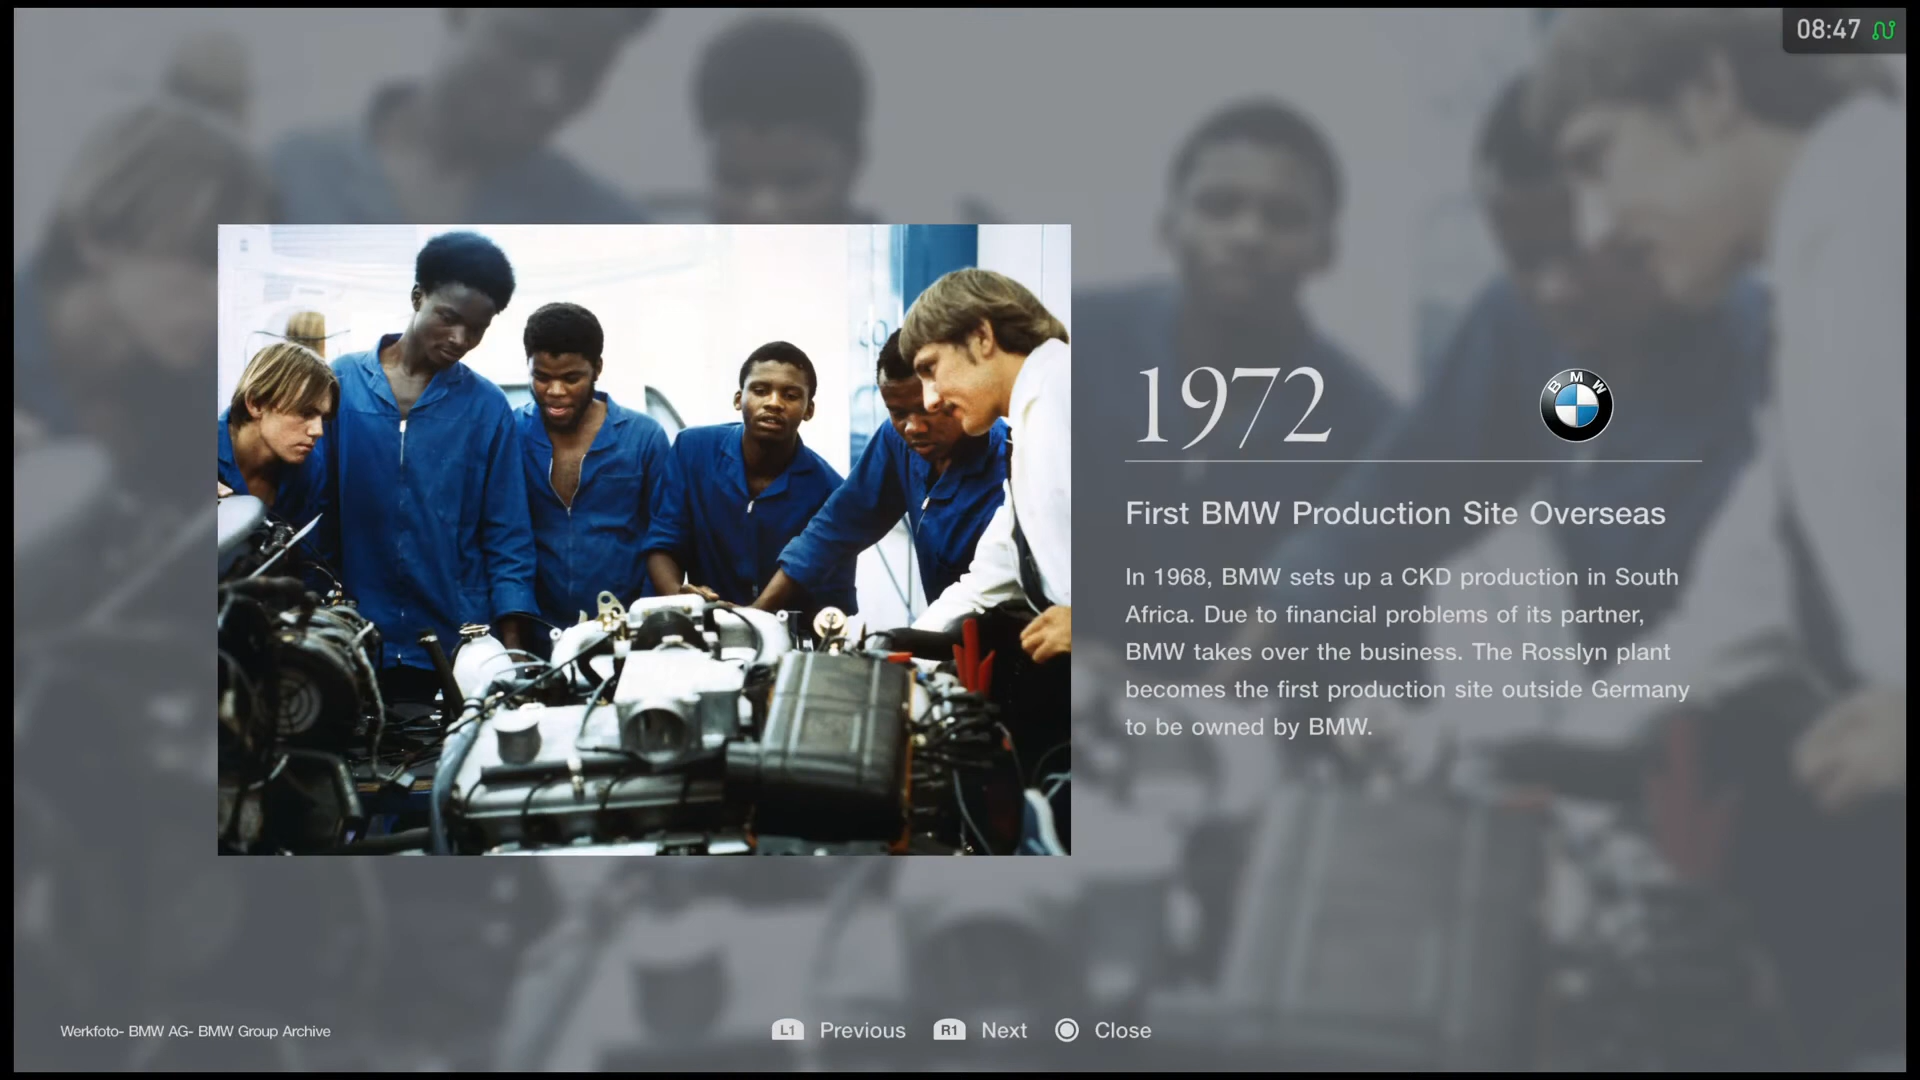 08:47
1972
BMW
First BMW Production Site Overseas
In 1968, BMW sets up a CKD production in South
Africa. Due to financial problems of its partner,
BMW takes over the business. The Rosslyn plant
becomes the first production site outside Germany
to be owned by BMW.
Werkfoto- BMW AG- BMW Group Archive
L1 Previous R1 Next Close